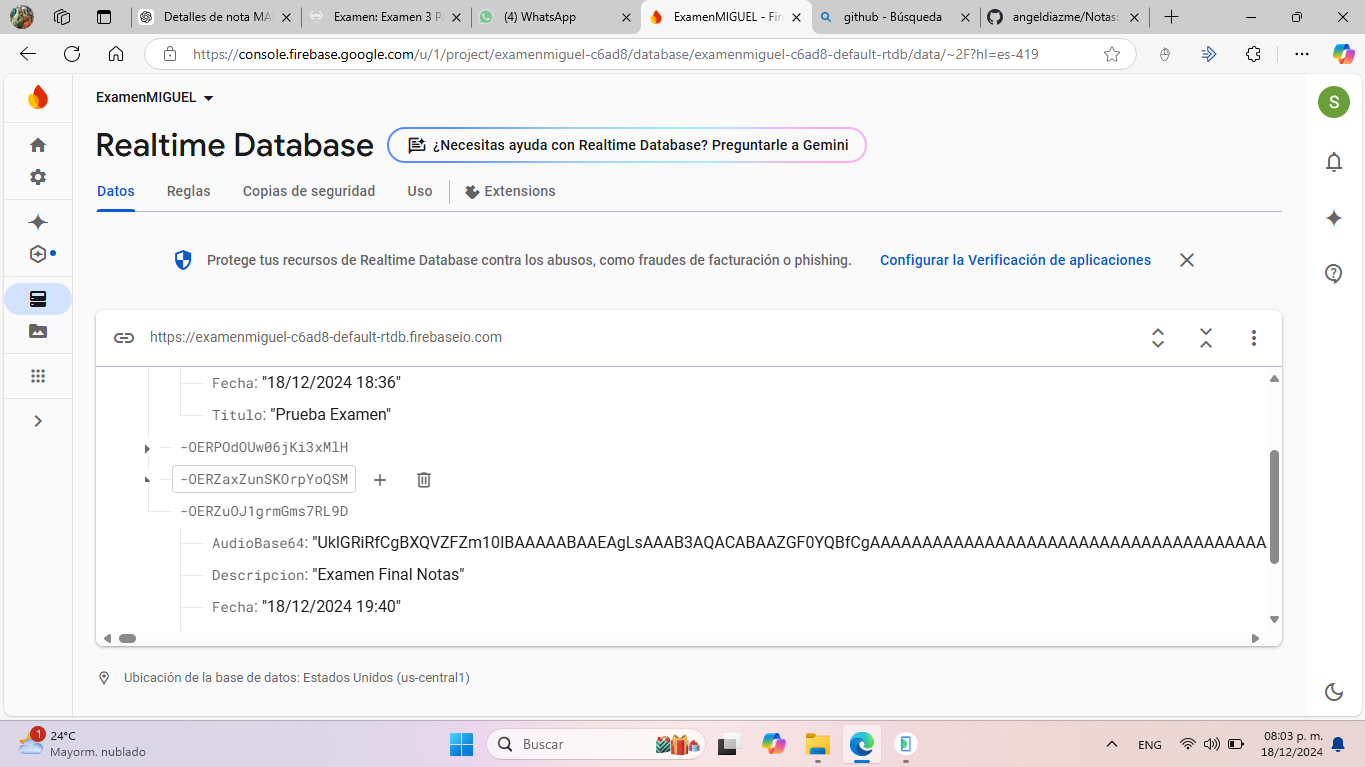 Detalles de nota MA
Examen: Examen 3 P
(4) WhatsApp
ExamenMIGUEL - Fir
github - Búsqueda
angeldiazme/Notas:
https://console.firebase.google.com/u/1/project/examenmiguel-c6ad8/database/examenmiguel-c6ad8-default-rtdb/data/~2F?hl=es-419
ExamenMIGUEL
S
Realtime Database
¿Necesitas ayuda con Realtime Database? Preguntarle a Gemini
Datos
Reglas
Copias de seguridad
Uso
Extensions
Protege tus recursos de Realtime Database contra los abusos, como fraudes de facturación o phishing.
Configurar la Verificación de aplicaciones
https://examenmiguel-c6ad8-default-rtdb.firebaseio.com
Fecha: "18/12/2024 18:36"
Titulo: "Prueba Examen"
-OERPOdOUw06jKi3xMlH
-OERZaxZunSKOrpYoQSM
-OERZuOJ1grmGms7RL9D
Descripcion: "Examen Final Notas"
Fecha: "18/12/2024 19:40"
Ubicación de la base de datos: Estados Unidos (us-central1)
1
24°C
Mayorm. nublado
Buscar
ENG
08:03 p. m.
18/12/2024